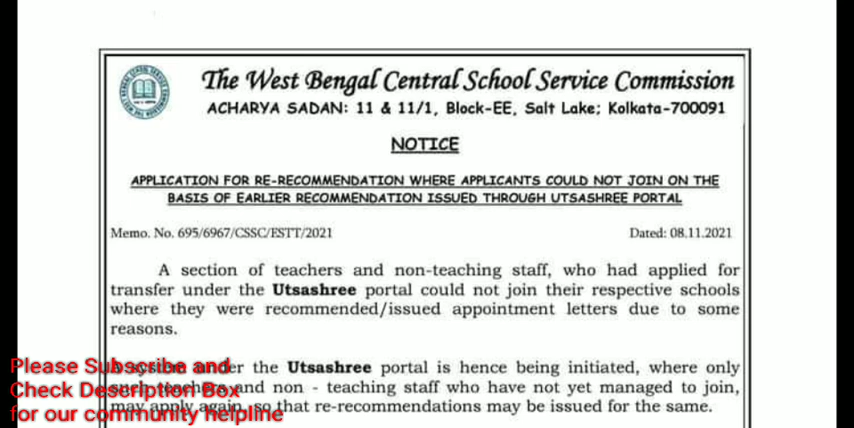 The West Bengal Central School Service Commission
ACHARYA SADAN: 11 & 11/1, Block-EE, Salt Lake; Kolkata-700091
NOTICE
APPLICATION FOR RE-RECOMMENDATION WHERE APPLICANTS COULD NOT JOIN ON THE
BASIS OF EARLIER RECOMMENDATION ISSUED THROUGH UTSASHREE PORTAL
Memo. No. 695/6967/CSSC/ESTT/2021 Dated: 08.11.2021
A section of teachers and non-teaching staff, who had applied for
transfer under the Utsashree portal could not join their respective schools
where they were recommended/issued appointment letters due to some
reasons.
under the Utsashree portal is hence being initiated, where only
and non - teaching staff who have not yet managed to join,
may apply again, so that re-recommendations may be issued for the same.
Please Subscribe and
Check Description Box
for our community helpline